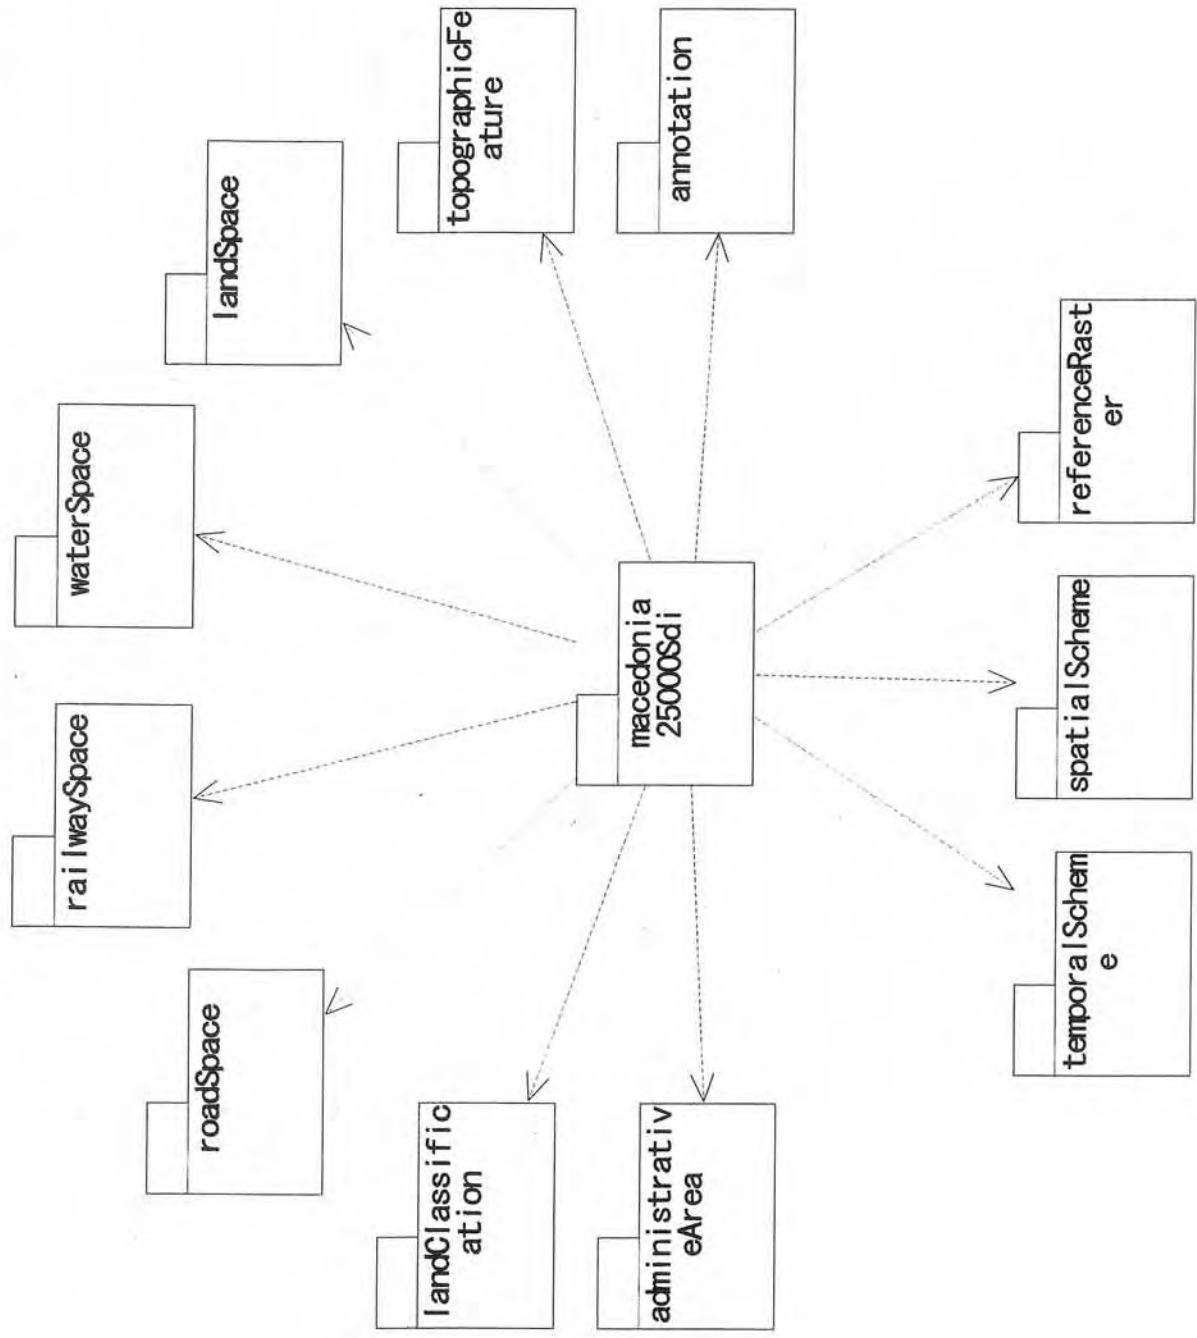 railwaySpace
waterSpace
roadSpace
landSpace
landClassific
ation
topographicFe
ature
administrativ
eArea
macedonia
25000Sdi
annotation
temporalSchem
e
spatialScheme
referenceRast
er